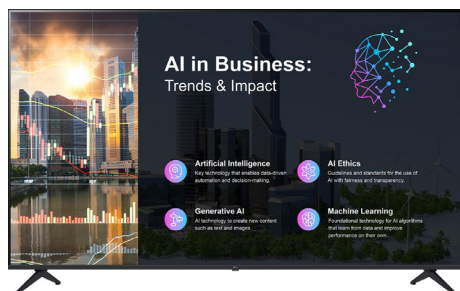 AI in Business:
Trends & Impact
Artificial Intelligence
Key technology that enables data-driven
automation and decision-making.
AI Ethics
Guidelines and standards for the use of
AI with fairness and transparency.
Generative AI
AI technology to create new content
such as text and images.
Machine Learning
Foundational technology for AI algorithms
that learn from data and improve
performance on their own.